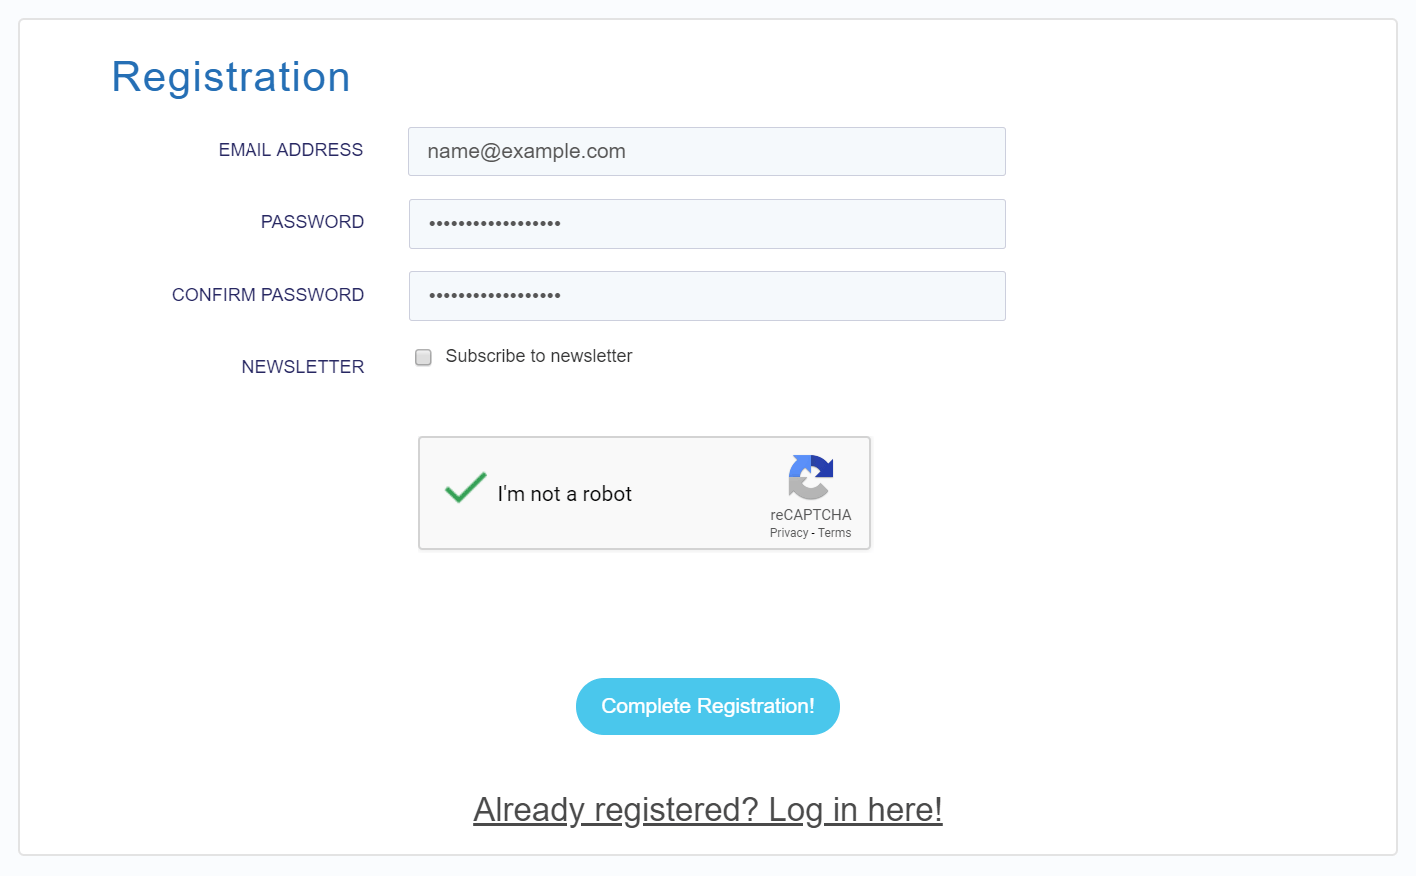 Registration
EMAIL ADDRESS name@example.com
PASSWORD ••••••••••••••••••
CONFIRM PASSWORD ••••••••••••••••••
NEWSLETTER Subscribe to newsletter
I'm not a robot
reCAPTCHA
Privacy - Terms
Complete Registration!
Already registered? Log in here!